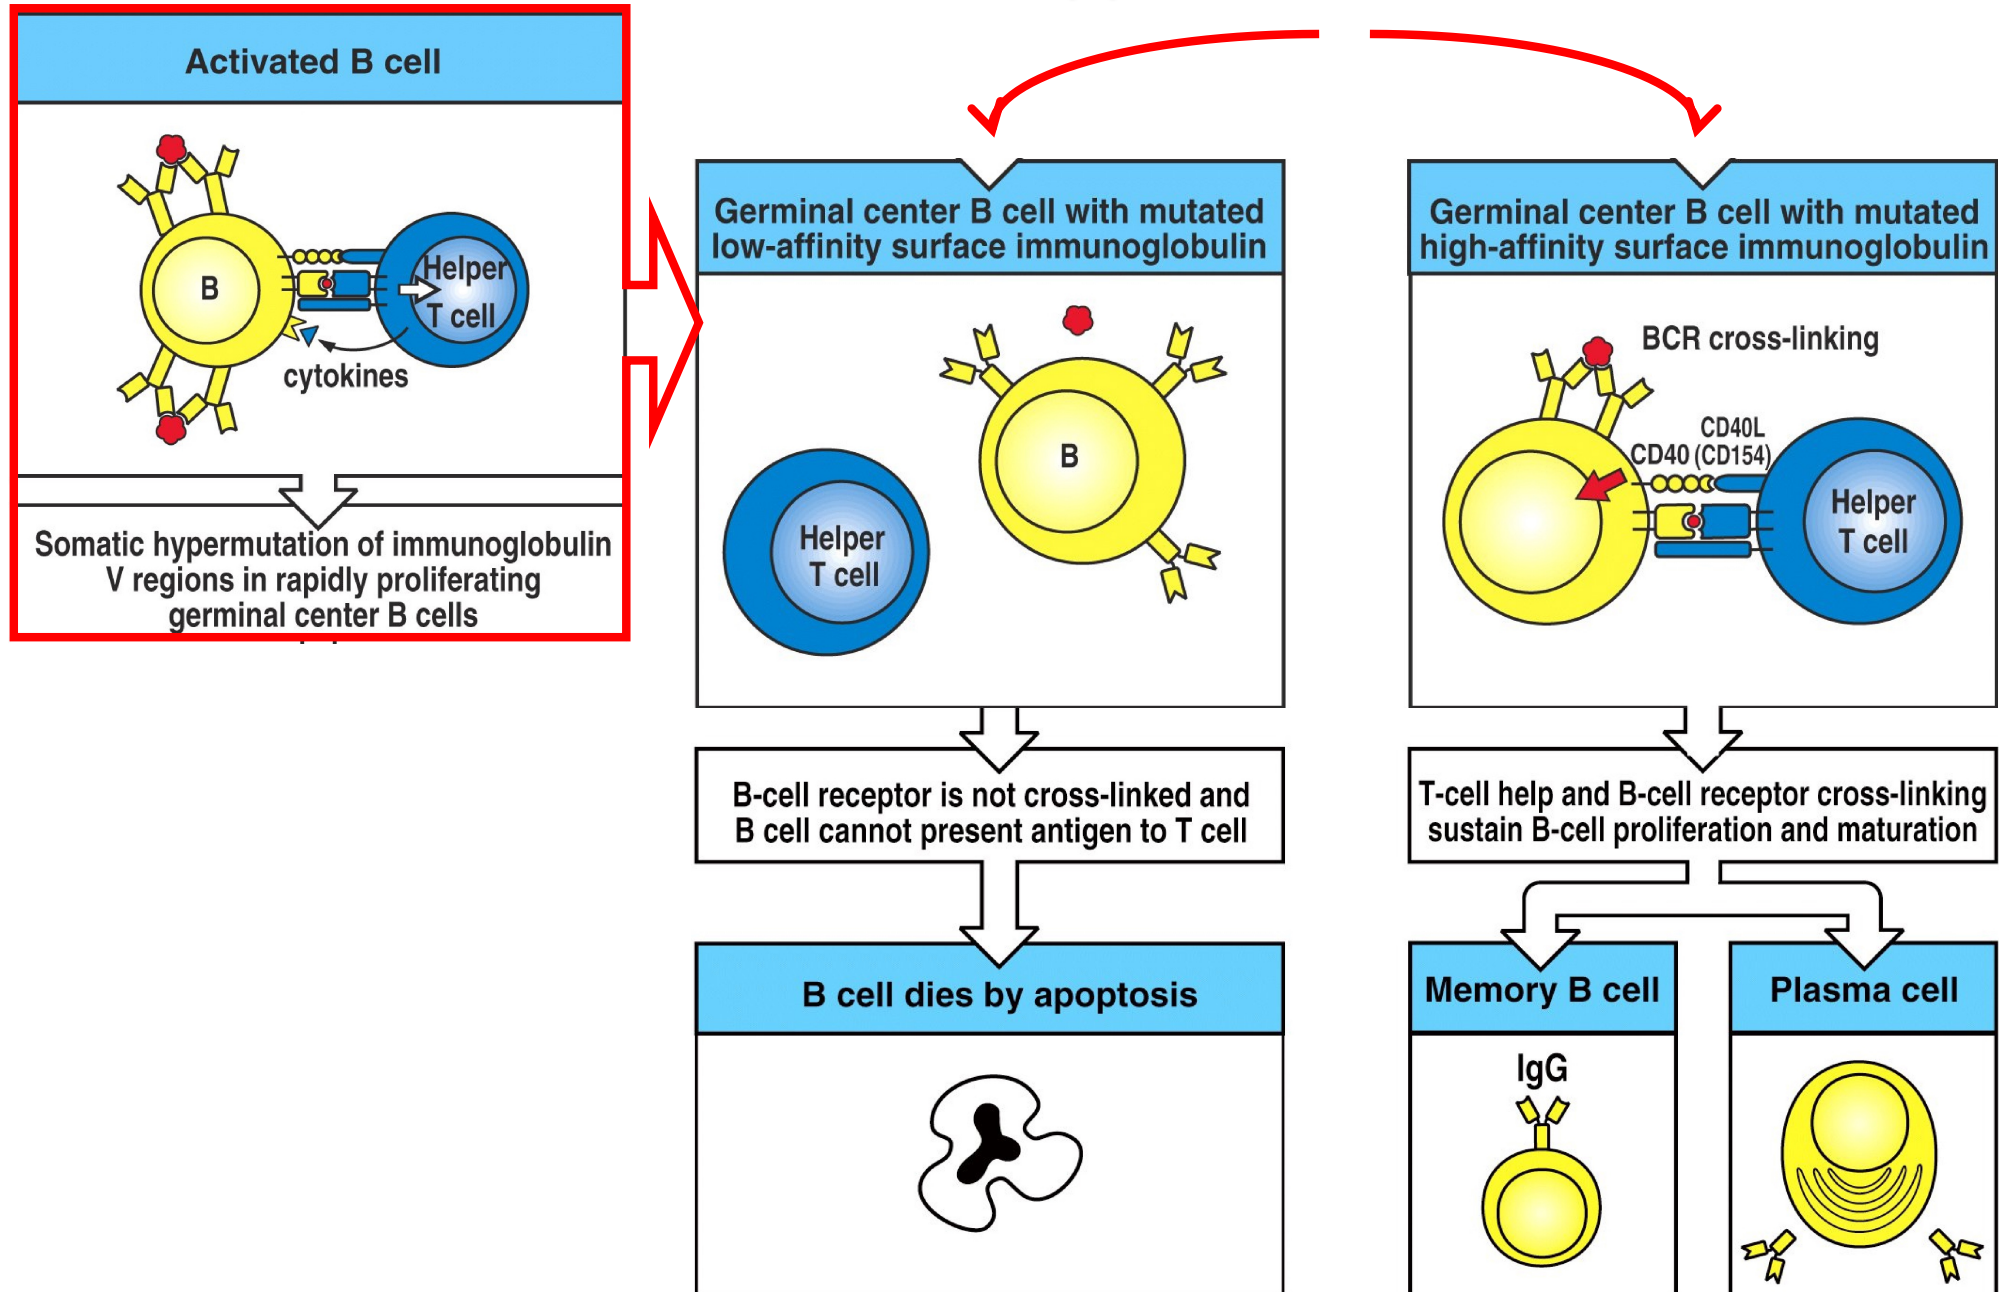 Activated B cell
B
Helper
T cell
cytokines
Somatic hypermutation of immunoglobulin
V regions in rapidly proliferating
germinal center B cells
Germinal center B cell with mutated
low-affinity surface immunoglobulin
B
Helper
T cell
B-cell receptor is not cross-linked and
B cell cannot present antigen to T cell
B cell dies by apoptosis
Germinal center B cell with mutated
high-affinity surface immunoglobulin
BCR cross-linking
CD40L
CD40 (CD154)
Helper
T cell
T-cell help and B-cell receptor cross-linking
sustain B-cell proliferation and maturation
Memory B cell
IgG
Plasma cell